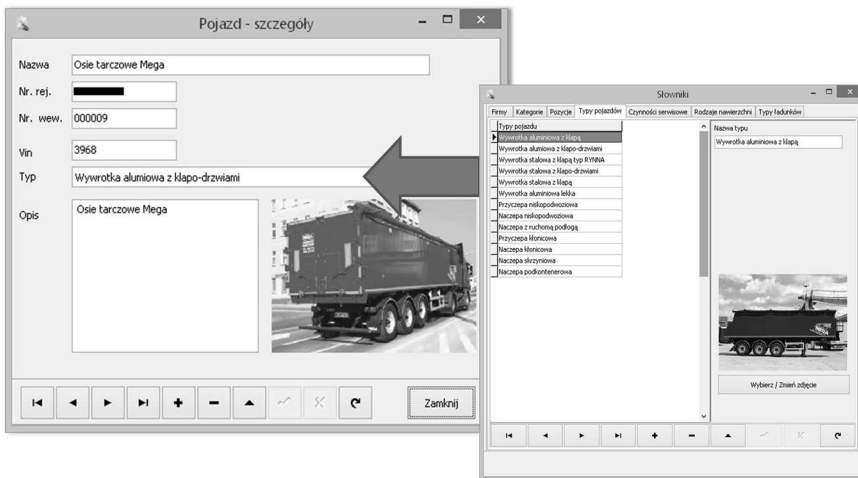 Pojazd - szczegóły
Nazwa Osie tarczowe Mega
Nr. rej.
Nr. wew. 000009
Vin 3968
Typ Wywrotka alumiowa z klapo-drzwiami
Opis Osie tarczowe Mega
Zamknij
Słowniki
Firmy Kategorie Pozycje Typy pojazdów Czynności serwisowe Rodzaje nawierzchni Typy ładunków
Typy pojazdu
Wywrotka aluminiowa z klapą
Wywrotka alumiowa z klapo-drzwiami
Wywrotka stalowa z klapą typ RYNNA
Wywrotka stalowa z klapo-drzwiami
Wywrotka stalowa z klapą
Wywrotka aluminiowa lekka
Przyczepa niskopodwoziowa
Naczepa niskopodwoziowa
Naczepa z ruchomą podłogą
Przyczepa kłonicowa
Naczepa kłonicowa
Naczepa skrzyniowa
Naczepa podkontenerowa
Nazwa typu
Wywrotka aluminiowa z klapą
Wybierz / Zmień zdjęcie